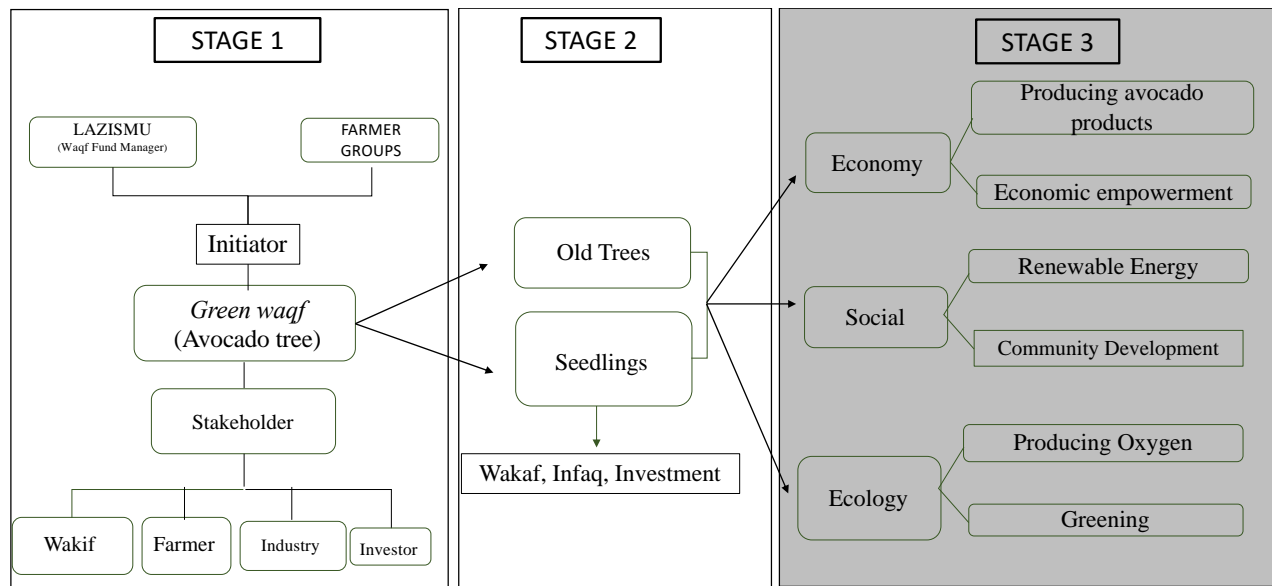 STAGE 1
LAZISMU
(Waqf Fund Manager)
FARMER
GROUPS
Initiator
Green waqf
(Avocado tree)
Stakeholder
Wakif
Farmer
Industry
Investor
STAGE 2
Old Trees
Seedlings
Wakaf, Infaq, Investment
STAGE 3
Economy
Producing avocado
products
Economic empowerment
Social
Renewable Energy
Community Development
Ecology
Producing Oxygen
Greening